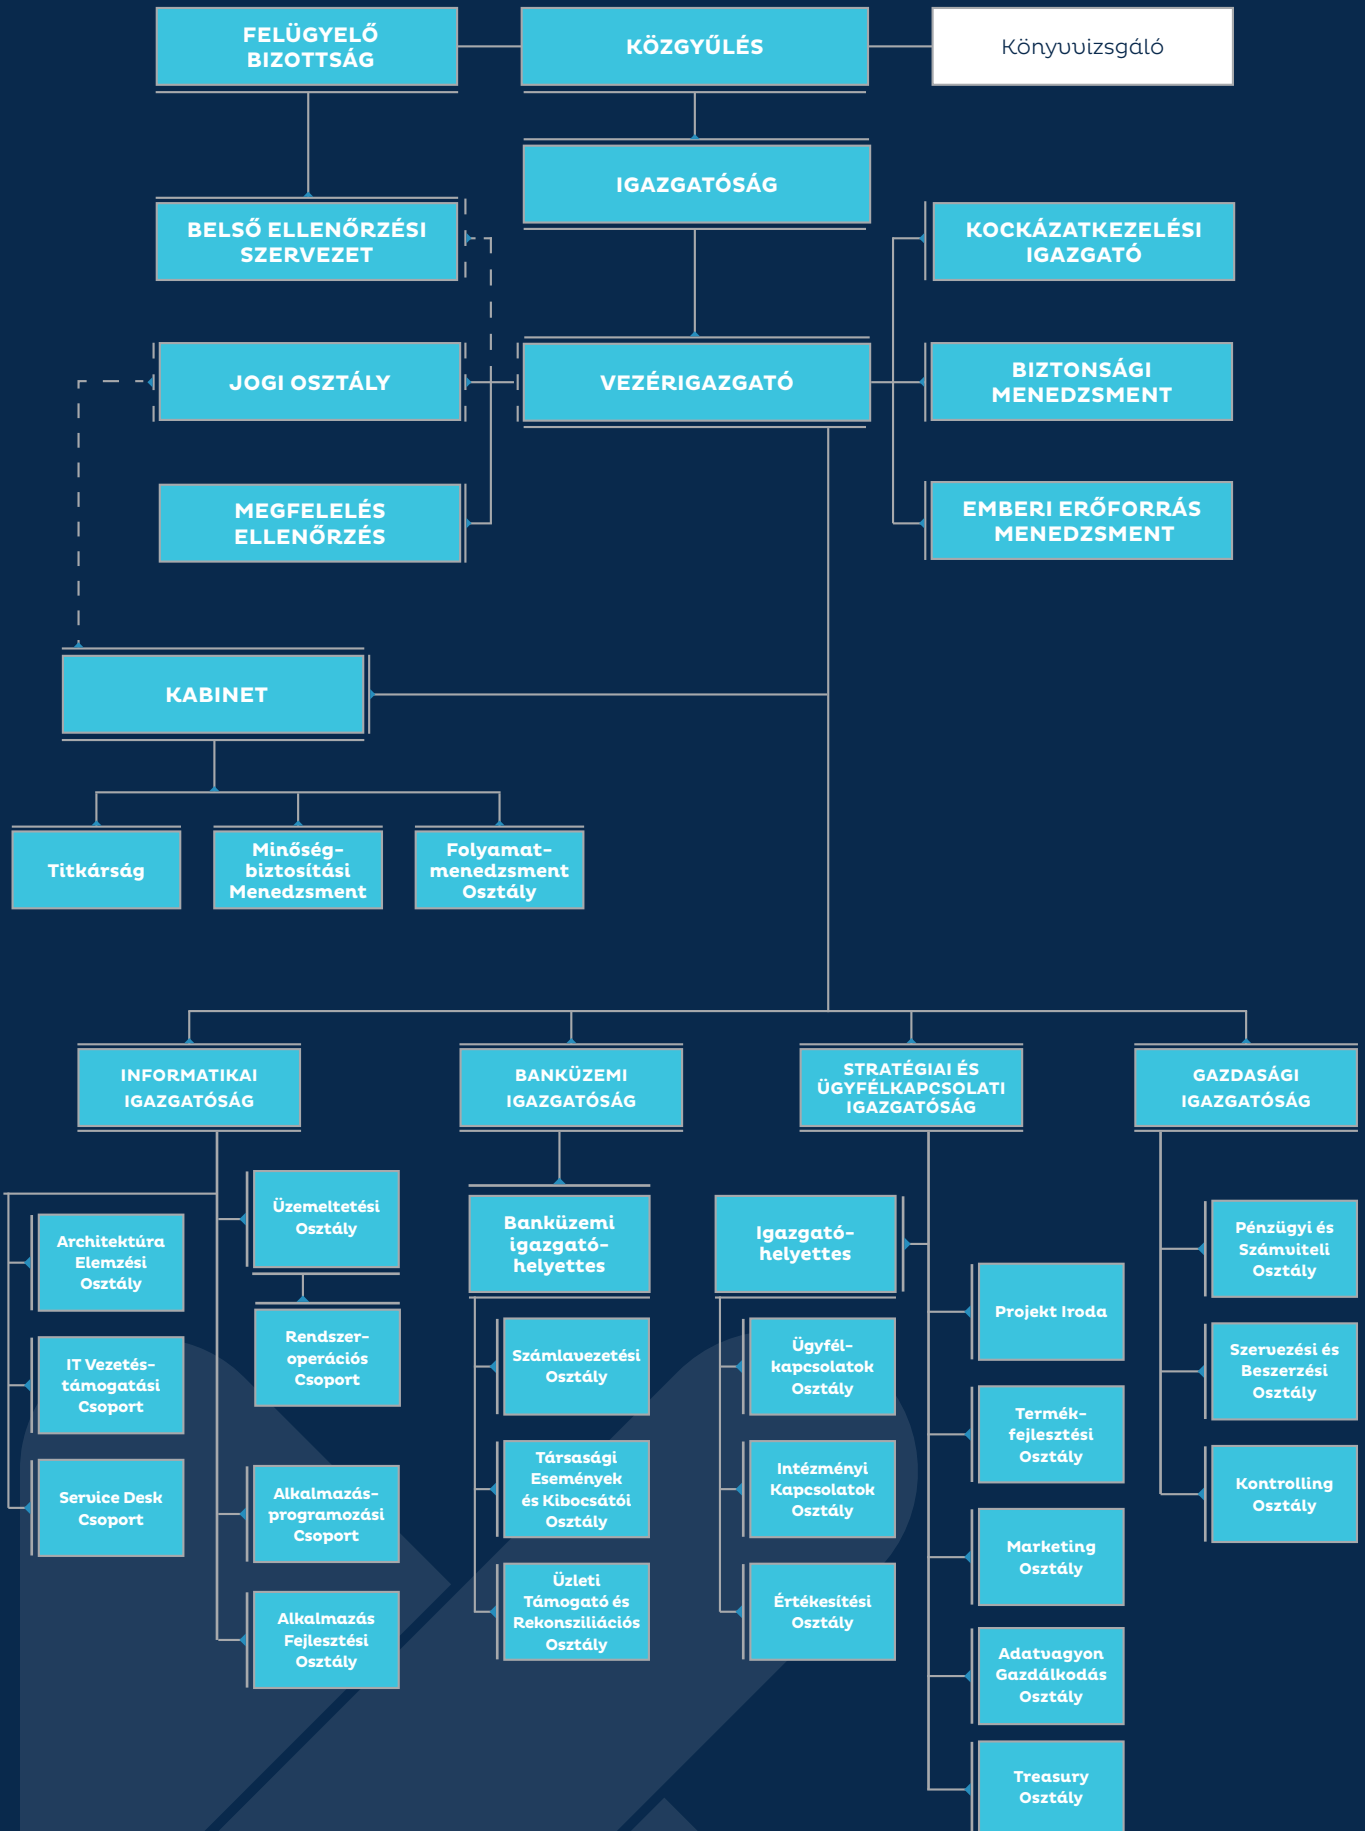 FELÜGYELŐ
BIZOTTSÁG
KÖZGYŰLÉS
Könyvvizsgáló
IGAZGATÓSÁG
BELSŐ ELLENŐRZÉSI
SZERVEZET
KOCKÁZATKEZELÉSI
IGAZGATÓ
JOGI OSZTÁLY
VEZÉRIGAZGATÓ
BIZTONSÁGI
MENEDZSMENT
MEGFELELÉS
ELLENŐRZÉS
EMBERI ERŐFORRÁS
MENEDZSMENT
KABINET
Titkárság
Minőség-
biztosítási
Menedzsment
Folyamat-
menedzsment
Osztály
INFORMATIKAI
IGAZGATÓSÁG
BANKÜZEMI
IGAZGATÓSÁG
STRATÉGIAI ÉS
ÜGYFÉLKAPCSOLATI
IGAZGATÓSÁG
GAZDASÁGI
IGAZGATÓSÁG
Architektúra
Elemzési
Osztály
IT Vezetés-
támogatási
Csoport
Service Desk
Csoport
Üzemeltetési
Osztály
Rendszer-
operációs
Csoport
Alkalmazás-
programozási
Csoport
Alkalmazás
Fejlesztési
Osztály
Banküzemi
igazgató-
helyettes
Számlavezetési
Osztály
Társasági
Események
és Kibocsátói
Osztály
Üzleti
Támogató és
Rekonsziliációs
Osztály
Igazgató-
helyettes
Ügyfél-
kapcsolatok
Osztály
Intézményi
Kapcsolatok
Osztály
Értékesítési
Osztály
Projekt Iroda
Termék-
fejlesztési
Osztály
Marketing
Osztály
Adatvagyon
Gazdálkodás
Osztály
Treasury
Osztály
Pénzügyi és
Számviteli
Osztály
Szervezési és
Beszerzési
Osztály
Kontrolling
Osztály